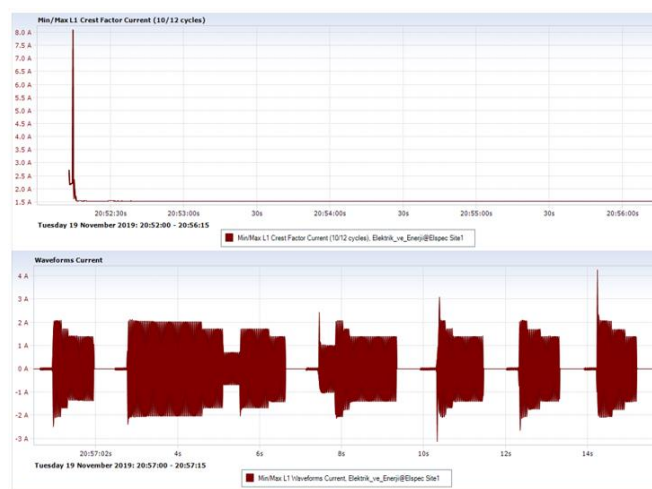 Min/Max L1 Crest Factor Current (10/12 cycles)
8.0 A
7.5 A
7.0 A
6.5 A
6.0 A
5.5 A
5.0 A
4.5 A
4.0 A
3.5 A
3.0 A
2.5 A
2.0 A
1.5 A
20:52:30s 20:53:00s 30s 20:54:00s 30s 20:55:00s 30s 20:56:00s
Tuesday 19 November 2019: 20:52:00 - 20:56:15
Min/Max L1 Crest Factor Current (10/12 cycles), Elektrik_ve_Enerji@Elspec Site1
Waveforms Current
4 A
3 A
2 A
1 A
0 A
-1 A
-2 A
-3 A
20:57:02s 4s 6s 8s 10s 12s 14s
Tuesday 19 November 2019: 20:57:00 - 20:57:15
Min/Max L1 Waveforms Current, Elektrik_ve_Enerji@Elspec Site1